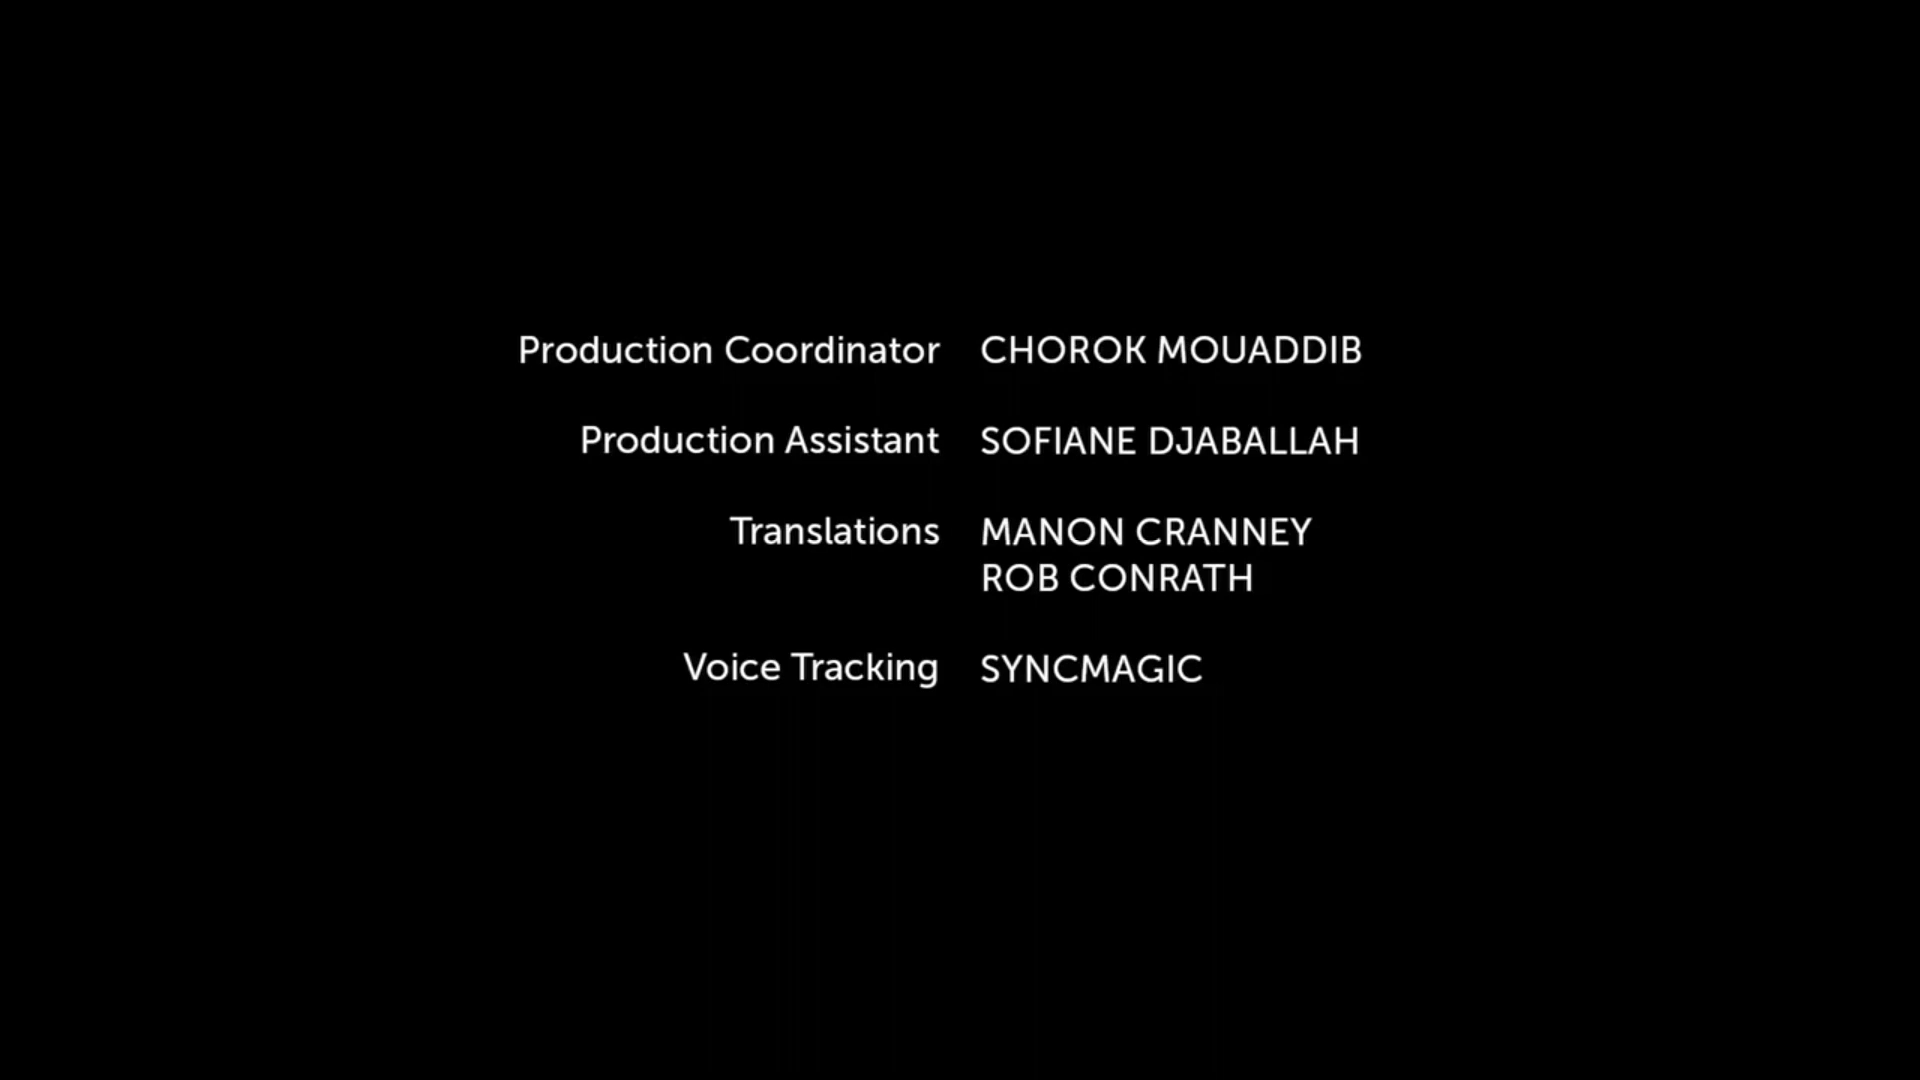 Production Coordinator CHOROK MOUADDIB
Production Assistant SOFIANE DJABALLAH
Translations MANON CRANNEY
ROB CONRATH
Voice Tracking SYNCMAGIC